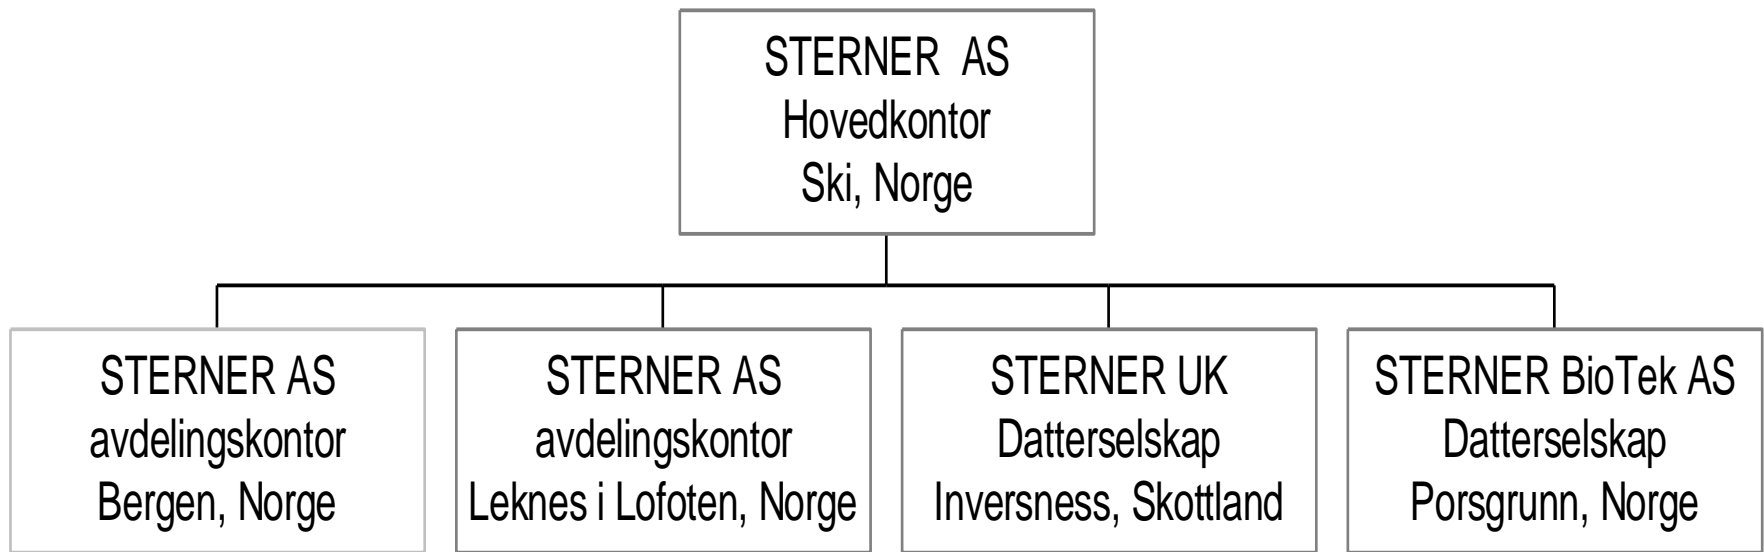 STERNER AS
Hovedkontor
Ski, Norge
STERNER AS
avdelingskontor
Bergen, Norge
STERNER AS
avdelingskontor
Leknes i Lofoten, Norge
STERNER UK
Datterselskap
Inversness, Skottland
STERNER BioTek AS
Datterselskap
Porsgrunn, Norge